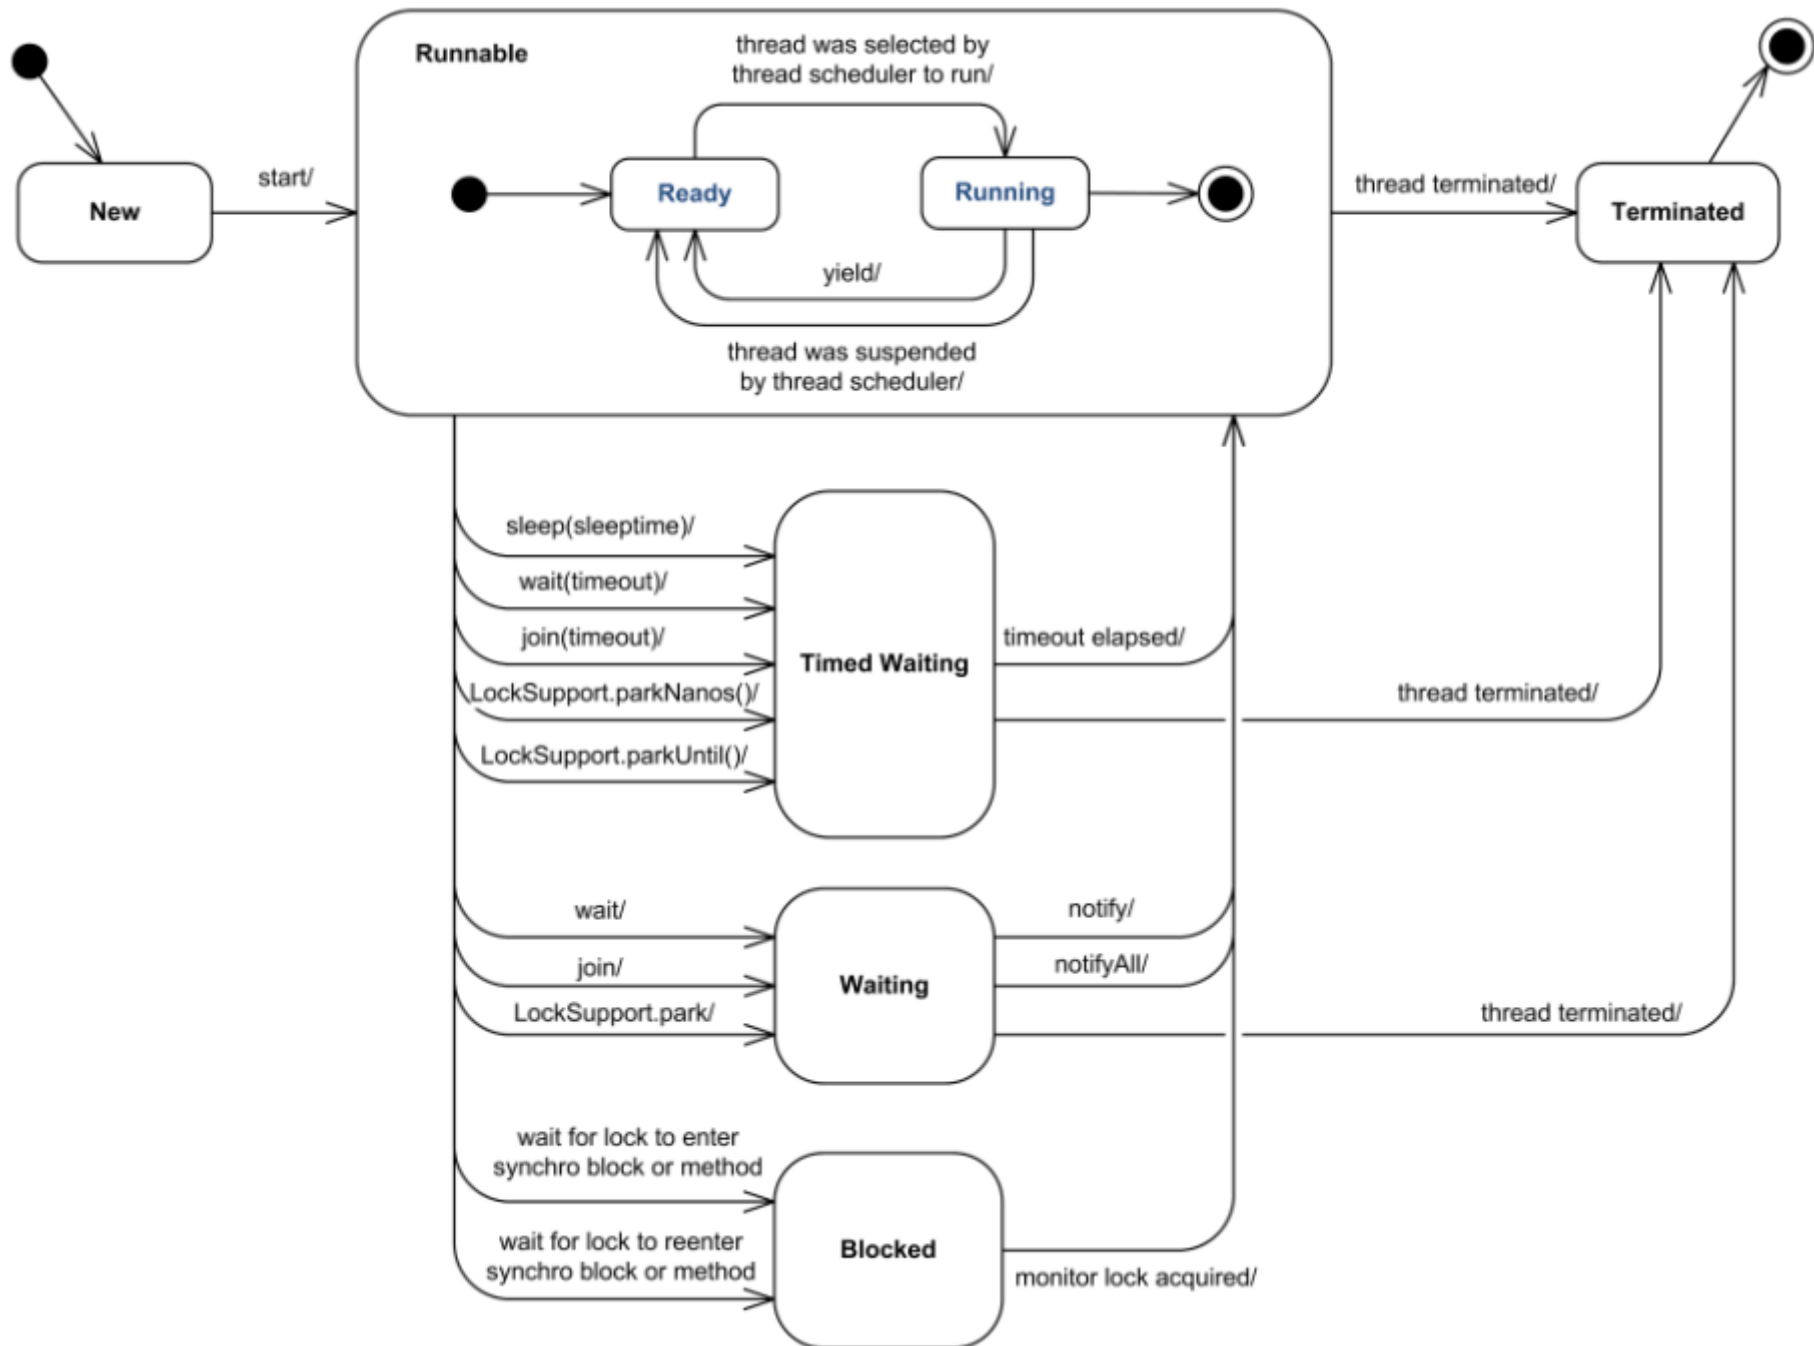 Runnable
thread was selected by
thread scheduler to run/
New
start/
Ready
Running
thread terminated/
Terminated
yield/
thread was suspended
by thread scheduler/
sleep(sleeptime)/
wait(timeout)/
join(timeout)/
LockSupport.parkNanos()/
LockSupport.parkUntil()/
Timed Waiting
timeout elapsed/
thread terminated/
wait/
join/
LockSupport.park/
Waiting
notify/
notifyAll/
thread terminated/
wait for lock to enter
synchro block or method
wait for lock to reenter
synchro block or method
Blocked
monitor lock acquired/